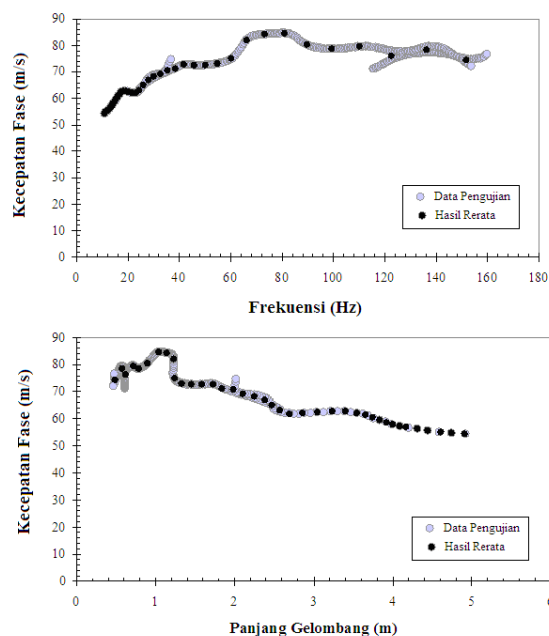 90
80
70
60
50
40
30
20
10
0
Kecepatan Fase (m/s)
Data Pengujian
Hasil Rerata
0 20 40 60 80 100 120 140 160 180
Frekuensi (Hz)
90
80
70
60
50
40
30
20
10
0
Kecepatan Fase (m/s)
Data Pengujian
Hasil Rerata
0 1 2 3 4 5 6
Panjang Gelombang (m)